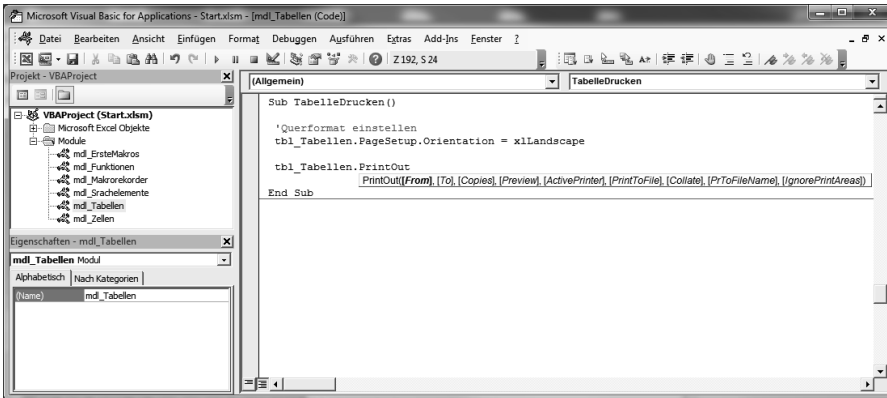 Microsoft Visual Basic for Applications - Start.xlsm - [mdl_Tabellen (Code)]
Datei Bearbeiten Ansicht Einfügen Format Debuggen Ausführen Extras Add-Ins Fenster ?
Z 192, S 24
Projekt - VBAProject
VBAProject (Start.xlsm)
Microsoft Excel Objekte
Module
mdl_ErsteMakros
mdl_Funktionen
mdl_Makrorekorder
mdl_Srachelemente
mdl_Tabellen
mdl_Zellen
Eigenschaften - mdl_Tabellen
mdl_Tabellen Modul
Alphabetisch Nach Kategorien
(Name) mdl_Tabellen
(Allgemein) TabelleDrucken
Sub TabelleDrucken()
'Querformat einstellen
tbl_Tabellen.PageSetup.Orientation = xlLandscape
tbl_Tabellen.PrintOut
PrintOut([From], [To], [Copies], [Preview], [ActivePrinter], [PrintToFile], [Collate], [PrToFileName], [IgnorePrintAreas])
End Sub